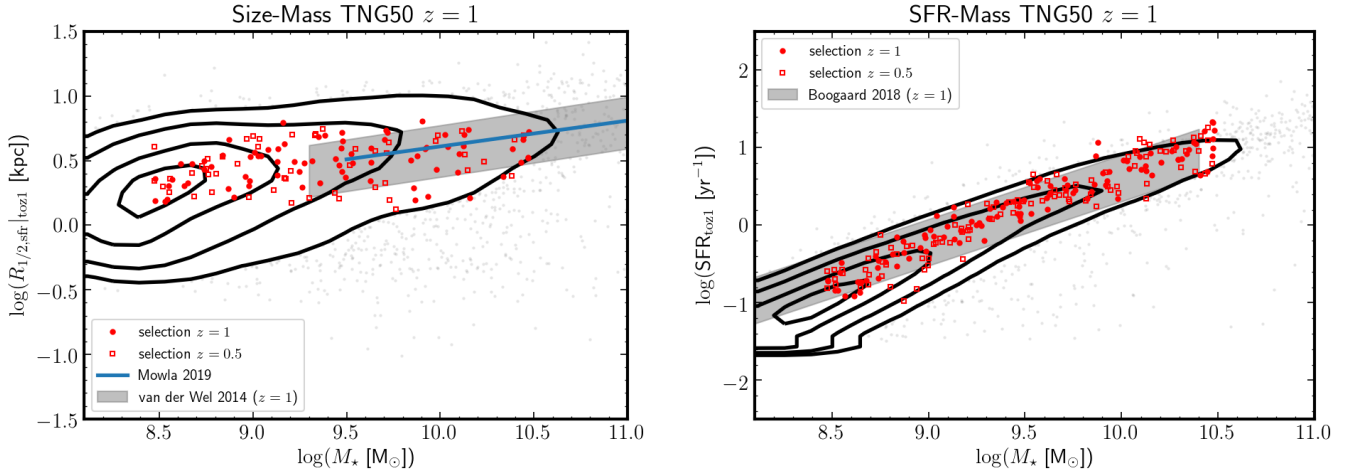 Size-Mass TNG50 z = 1
1.5
1.0
0.5
0.0
−0.5
−1.0
−1.5
log(R1/2,sfr|toz1 [kpc])
selection z = 1
selection z = 0.5
Mowla 2019
van der Wel 2014 (z = 1)
8.5 9.0 9.5 10.0 10.5 11.0
log(M⋆ [M⊙])
SFR-Mass TNG50 z = 1
2
1
0
−1
−2
log(SFRtoz1 [yr−1])
selection z = 1
selection z = 0.5
Boogaard 2018 (z = 1)
8.5 9.0 9.5 10.0 10.5 11.0
log(M⋆ [M⊙])